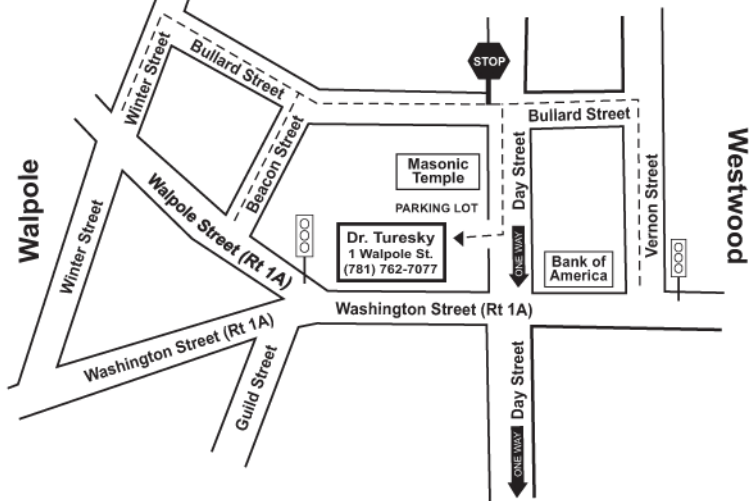 STOP
Winter Street
Bullard Street
Bullard Street
Beacon Street
Masonic
Temple
Day Street
Walpole
Westwood
Vernon Street
PARKING LOT
Walpole Street (Rt 1A)
Winter Street
Dr. Turesky
1 Walpole St.
(781) 762-7077
ONE WAY
Bank of
America
Washington Street (Rt 1A)
Washington Street (Rt 1A)
Guild Street
Day Street
ONE WAY